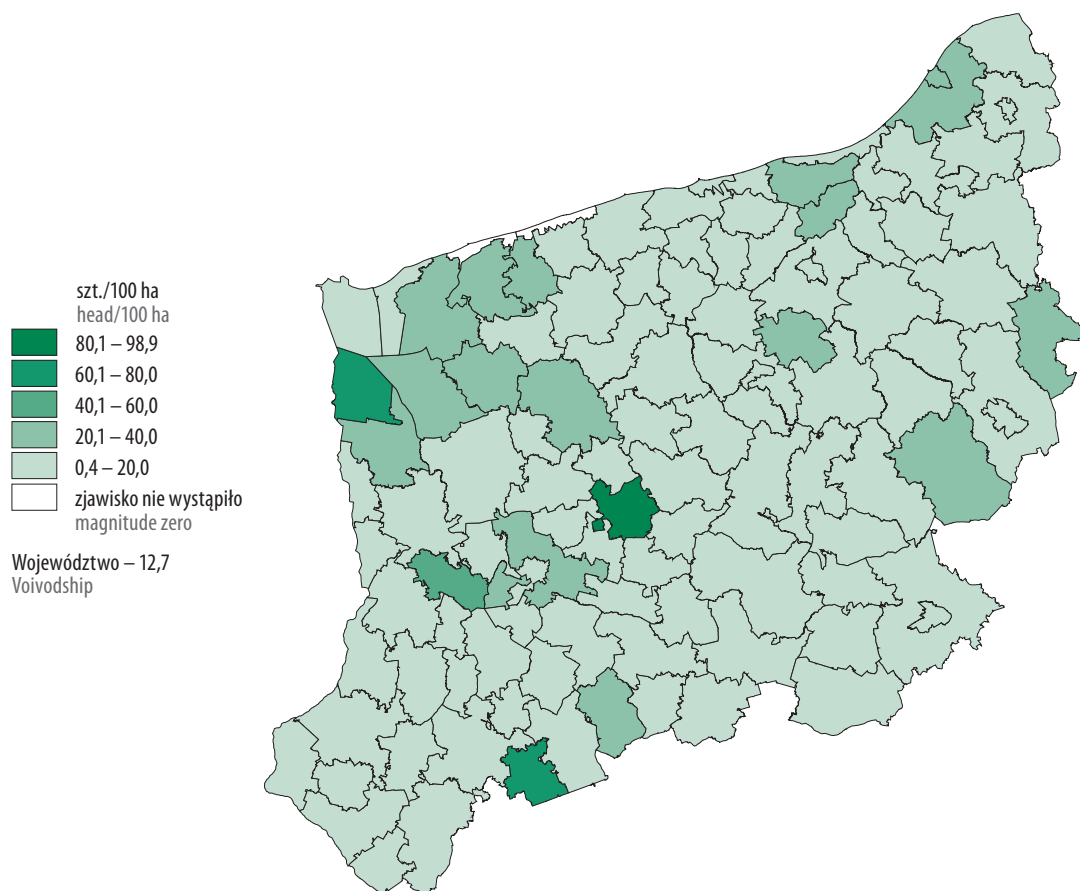 szt./100 ha
head/100 ha
80,1 – 98,9
60,1 – 80,0
40,1 – 60,0
20,1 – 40,0
0,4 – 20,0
zjawisko nie wystąpiło
magnitude zero
Województwo – 12,7
Voivodship